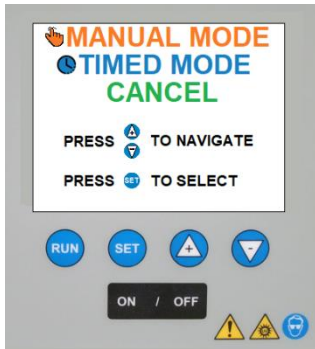 MANUAL MODE
TIMED MODE
CANCEL
PRESS + - TO NAVIGATE
PRESS SET TO SELECT
RUN SET + -
ON / OFF